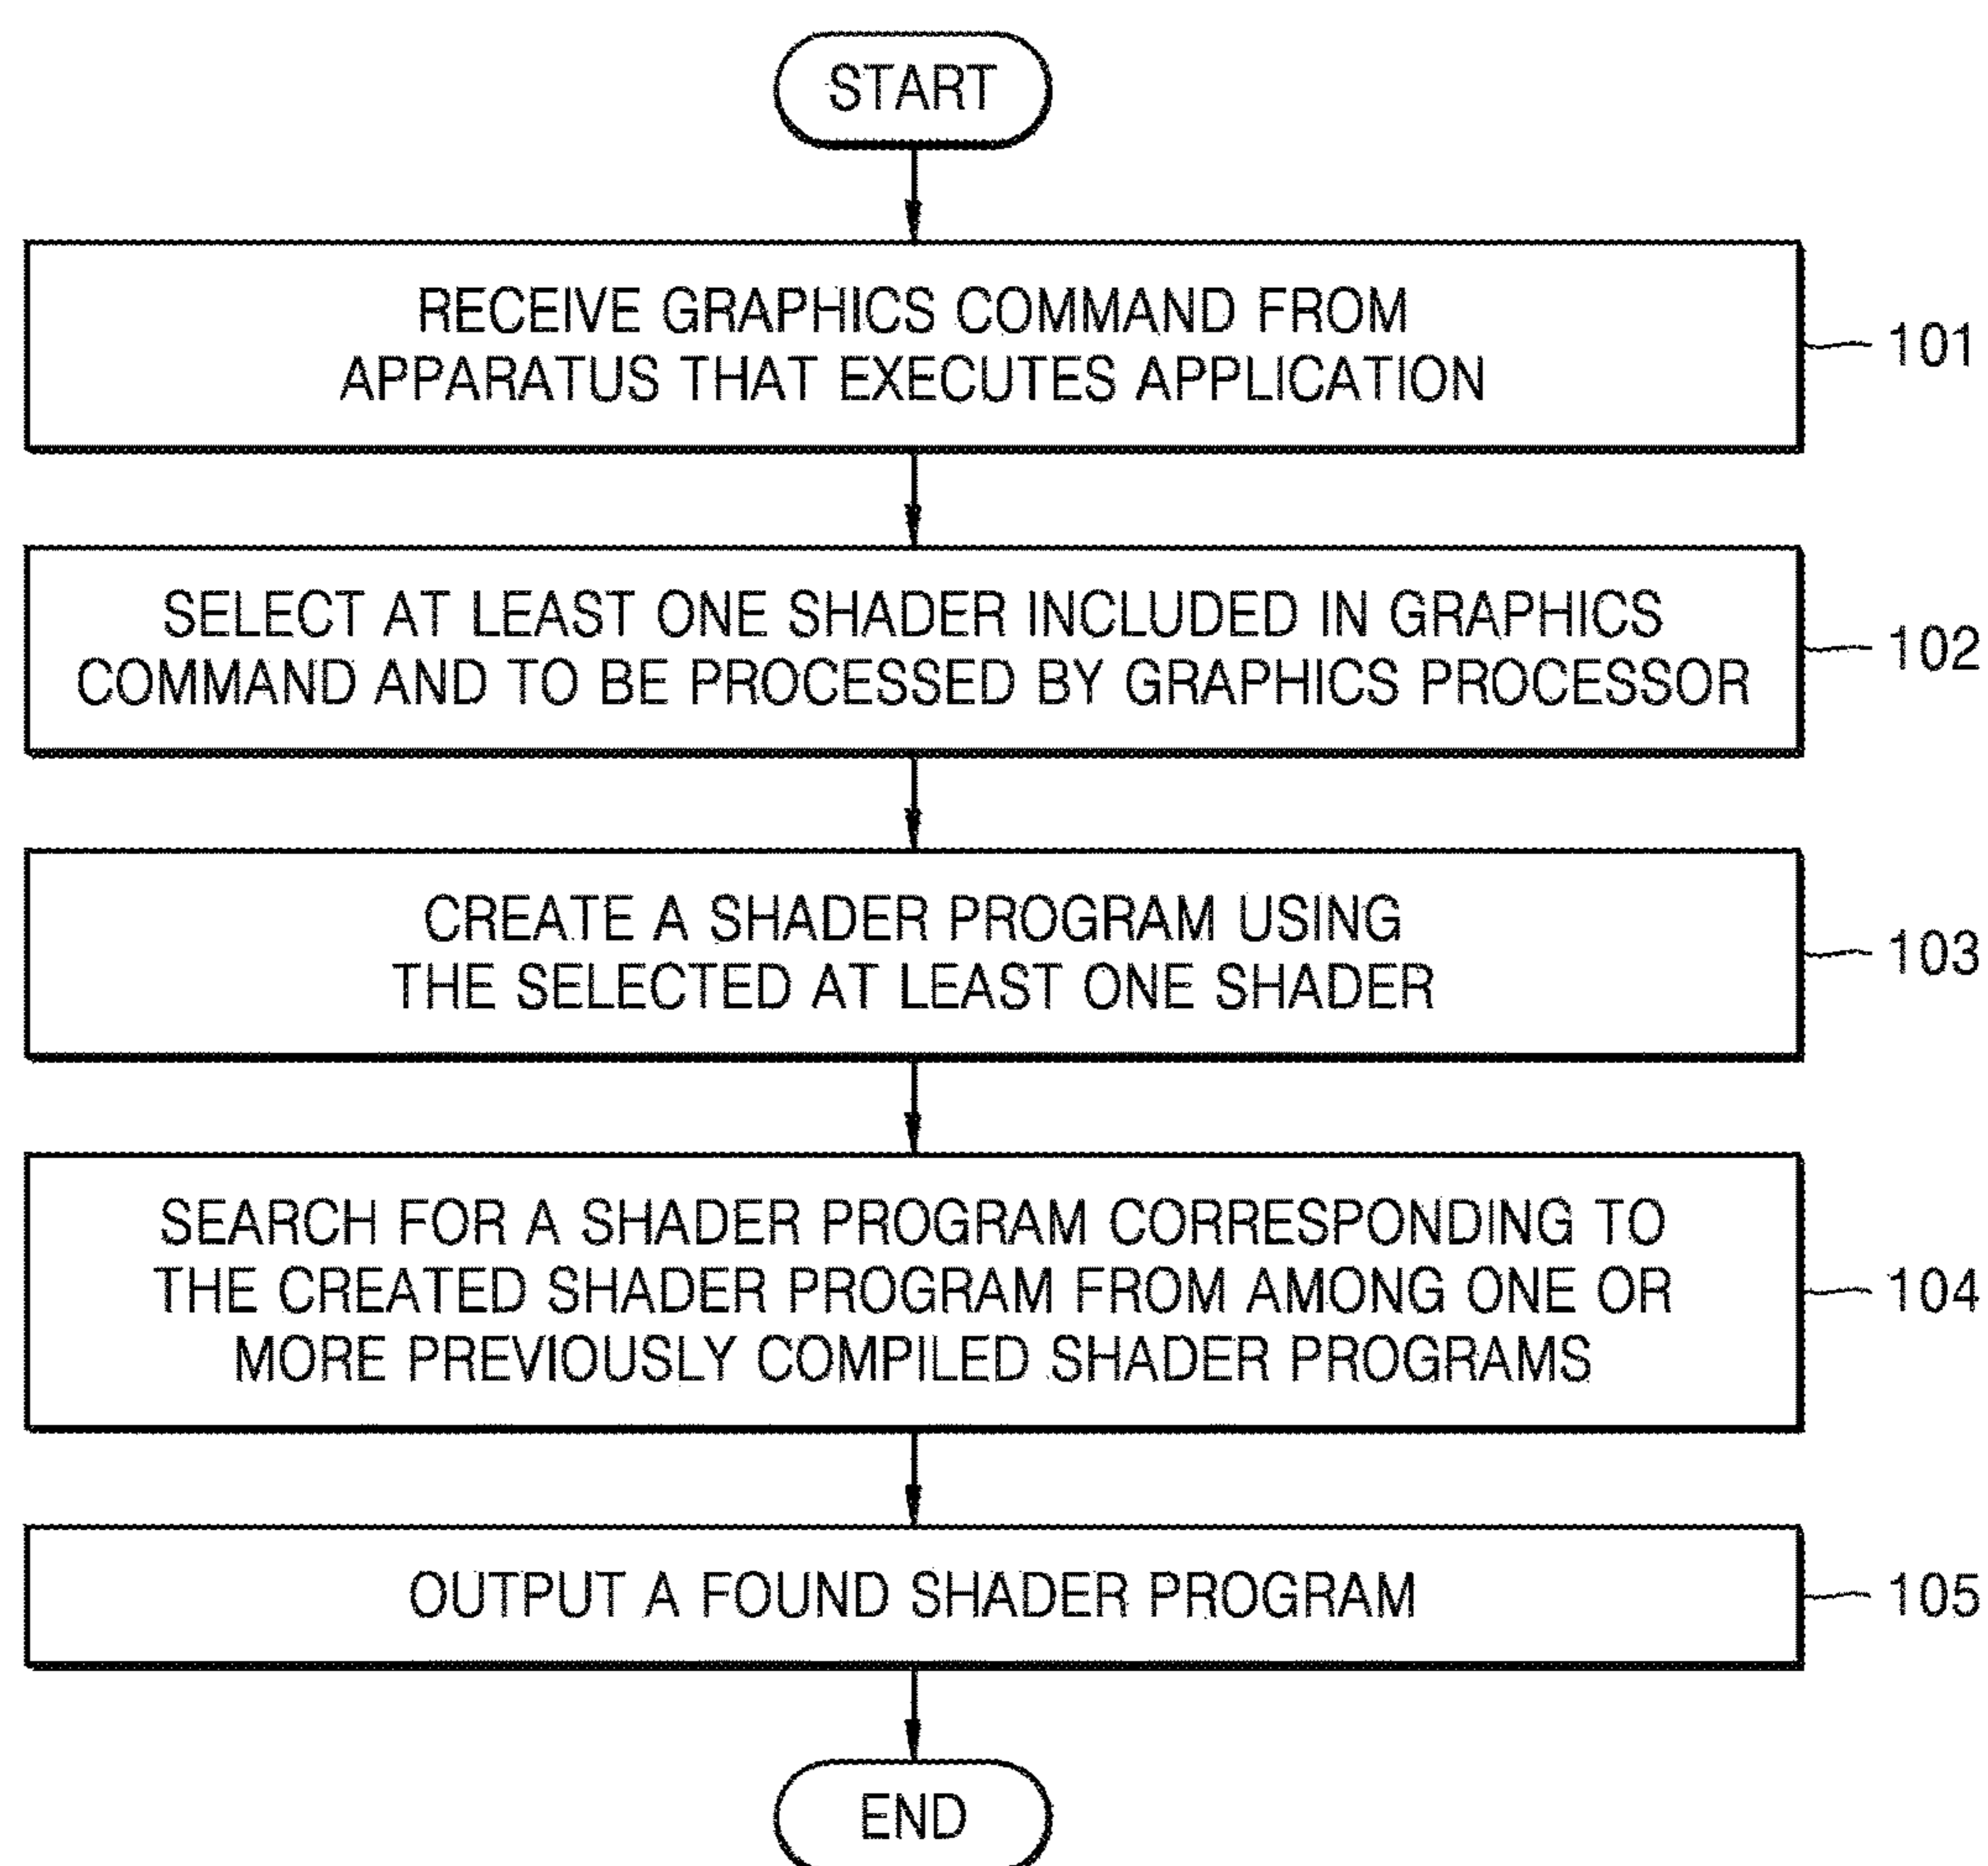 START
RECEIVE GRAPHICS COMMAND FROM
APPARATUS THAT EXECUTES APPLICATION
101
SELECT AT LEAST ONE SHADER INCLUDED IN GRAPHICS
COMMAND AND TO BE PROCESSED BY GRAPHICS PROCESSOR
102
CREATE A SHADER PROGRAM USING
THE SELECTED AT LEAST ONE SHADER
103
SEARCH FOR A SHADER PROGRAM CORRESPONDING TO
THE CREATED SHADER PROGRAM FROM AMONG ONE OR
MORE PREVIOUSLY COMPILED SHADER PROGRAMS
104
OUTPUT A FOUND SHADER PROGRAM
105
END